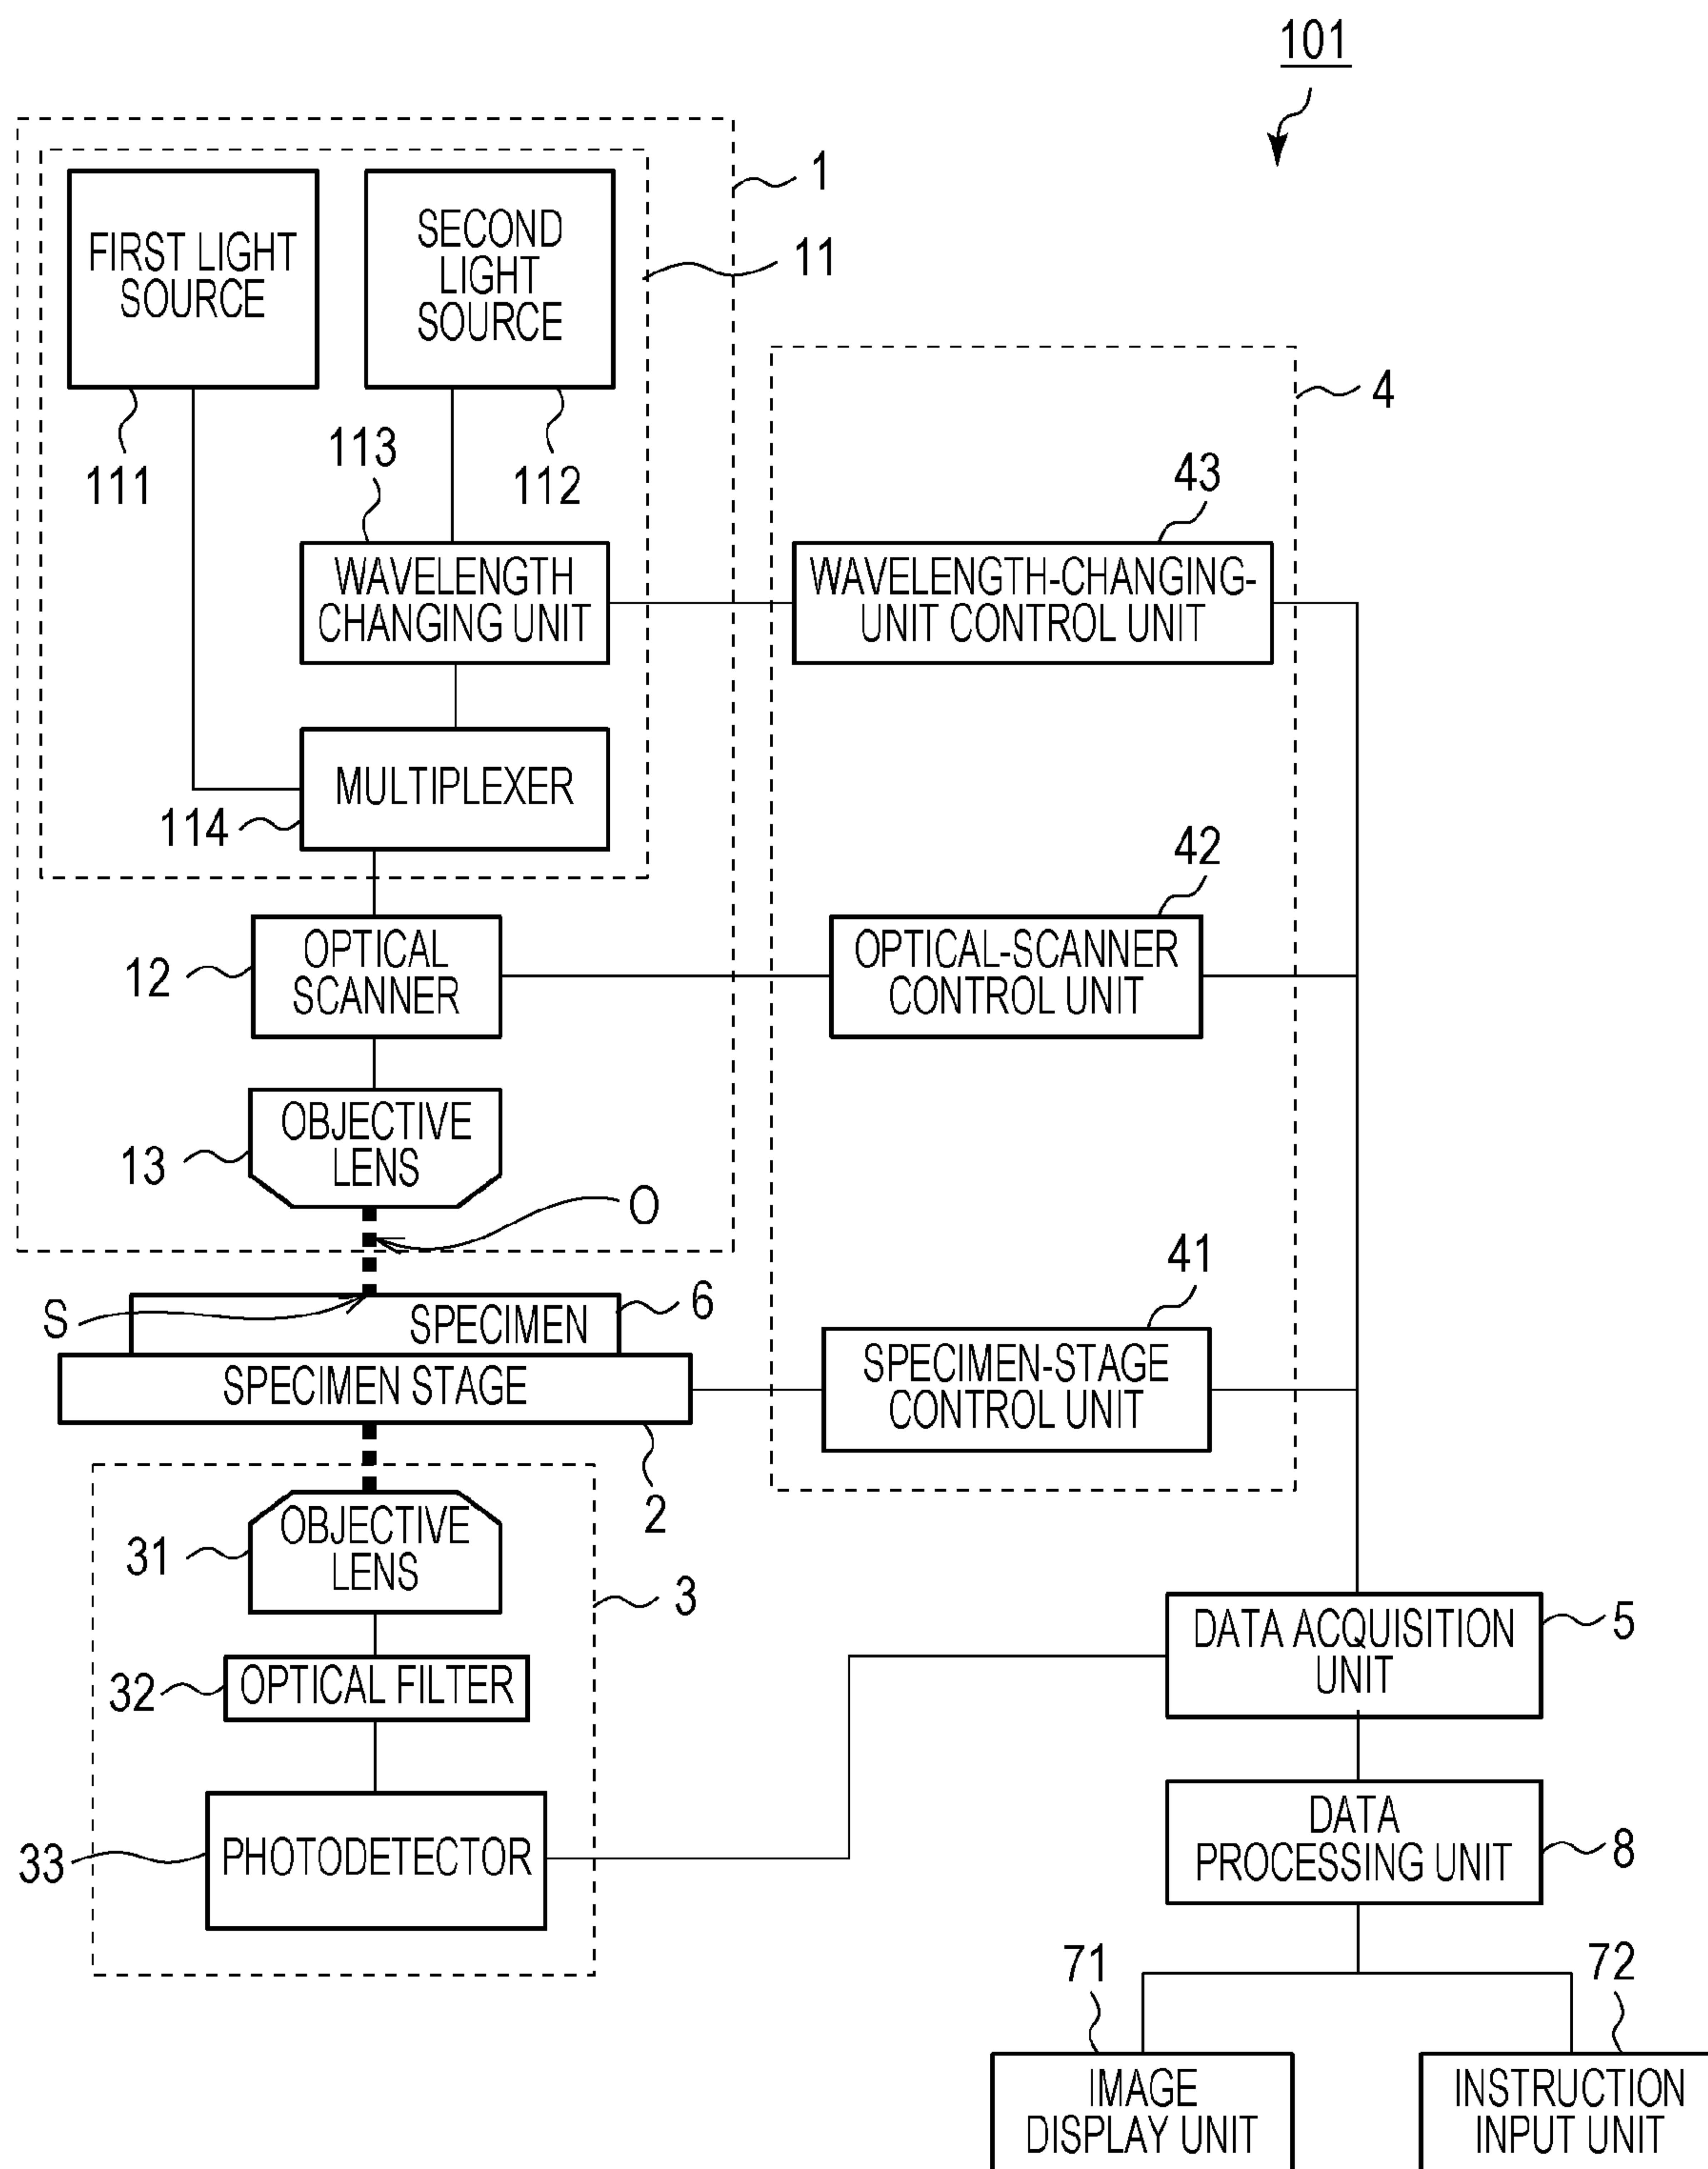 101
1
FIRST LIGHT
SOURCE
SECOND
LIGHT
SOURCE
11
4
111
113
112
43
WAVELENGTH
CHANGING UNIT
WAVELENGTH-CHANGING-
UNIT CONTROL UNIT
MULTIPLEXER
114
42
12
OPTICAL
SCANNER
OPTICAL-SCANNER
CONTROL UNIT
13
OBJECTIVE
LENS
O
41
S
6
SPECIMEN
SPECIMEN STAGE
SPECIMEN-STAGE
CONTROL UNIT
2
31
OBJECTIVE
LENS
3
DATA ACQUISITION
UNIT
5
32
OPTICAL FILTER
DATA
PROCESSING UNIT
8
33
PHOTODETECTOR
71
72
IMAGE
DISPLAY UNIT
INSTRUCTION
INPUT UNIT